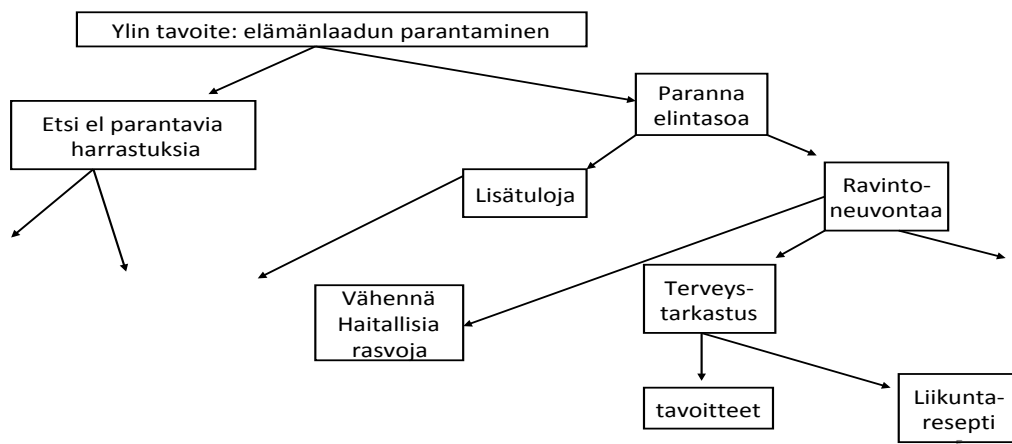 Ylin tavoite: elämänlaadun parantaminen
Etsi el parantavia
harrastuksia
Paranna
elintasoa
Lisätuloja
Ravinto-
neuvontaa
Vähennä
Haitallisia
rasvoja
Terveys-
tarkastus
tavoitteet
Liikunta-
resepti